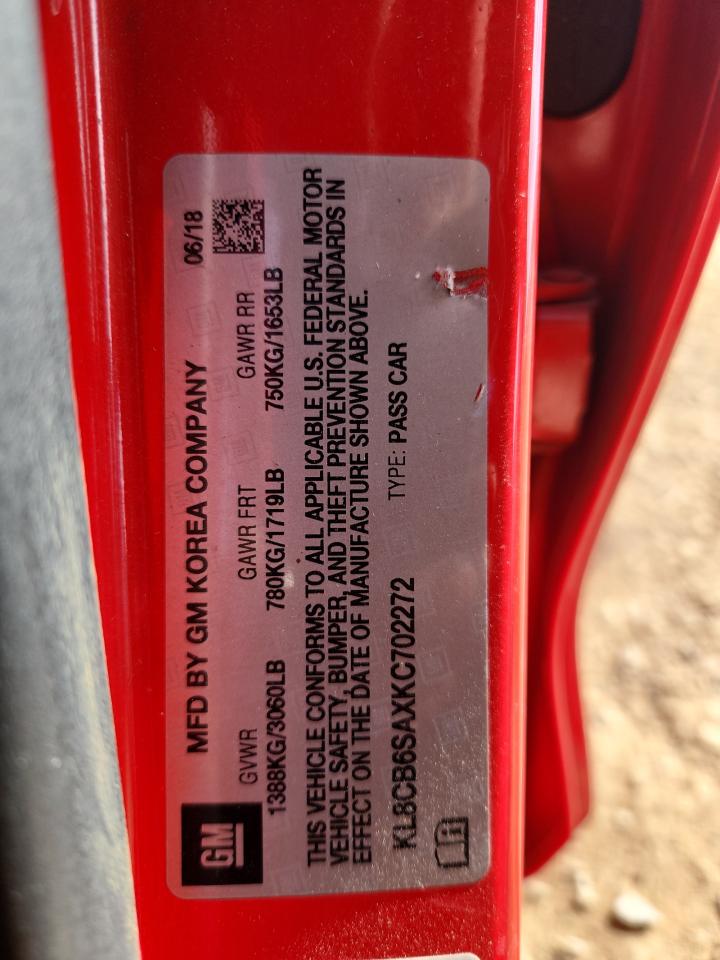 GM
MFD BY GM KOREA COMPANY 06/18
GVWR GAWR FRT GAWR RR
1388KG/3060LB 780KG/1719LB 750KG/1653LB
THIS VEHICLE CONFORMS TO ALL APPLICABLE U.S. FEDERAL MOTOR
VEHICLE SAFETY, BUMPER, AND THEFT PREVENTION STANDARDS IN
EFFECT ON THE DATE OF MANUFACTURE SHOWN ABOVE.
KL8CB6SAXKC702272 TYPE: PASS CAR